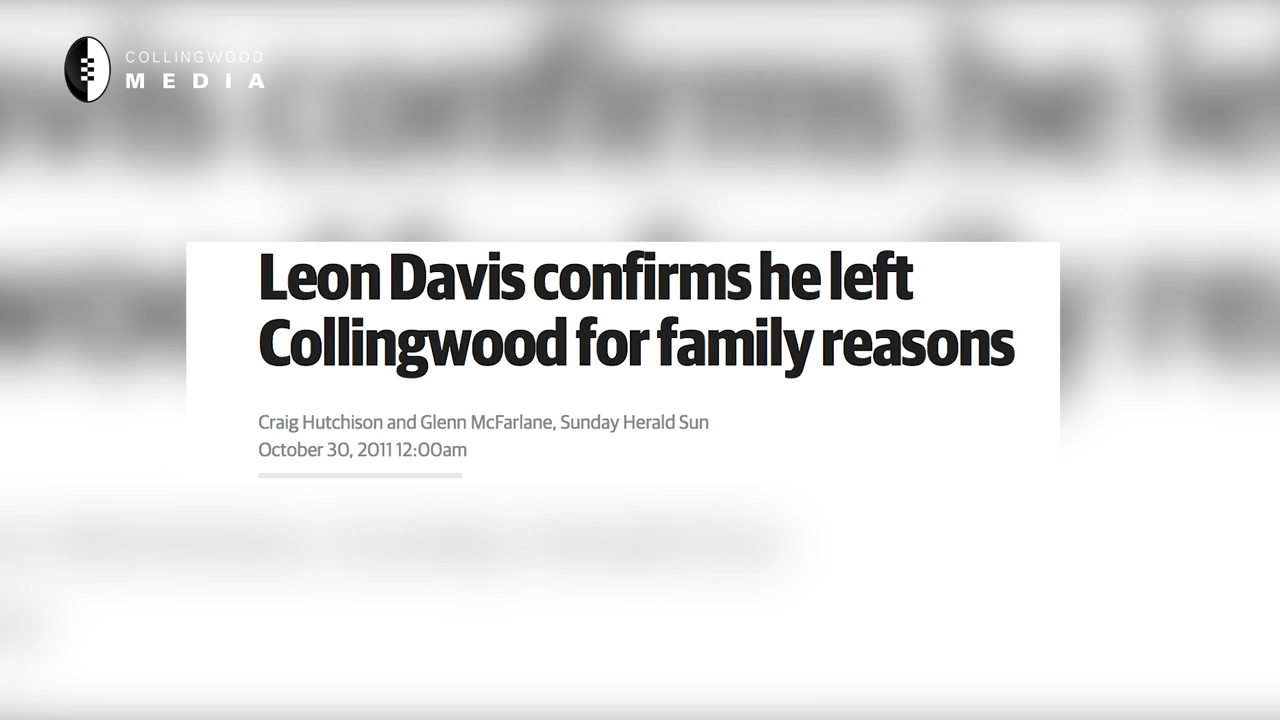 COLLINGWOOD
MEDIA
Leon Davis confirms he left
Collingwood for family reasons
Craig Hutchison and Glenn McFarlane, Sunday Herald Sun
October 30, 2011 12:00am